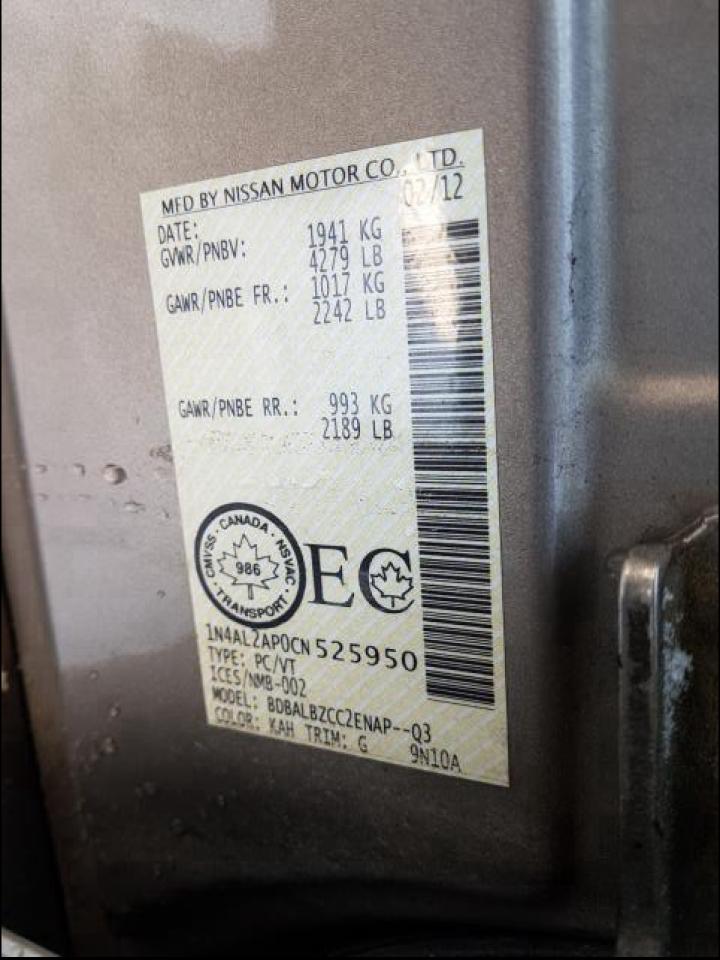 MFD BY NISSAN MOTOR CO., LTD.
DATE: 02/12
GVWR/PNBV: 1941 KG
4279 LB
GAWR/PNBE FR.: 1017 KG
2242 LB
GAWR/PNBE RR.: 993 KG
2189 LB
CMVSS · CANADA · NSVAC · TRANSPORT ·
986
EC
1N4AL2AP0CN525950
TYPE: PC/VT
ICES/NMB-002
MODEL: BDBALBZCC2ENAP--Q3
COLOR: KAH TRIM: G 9N10A